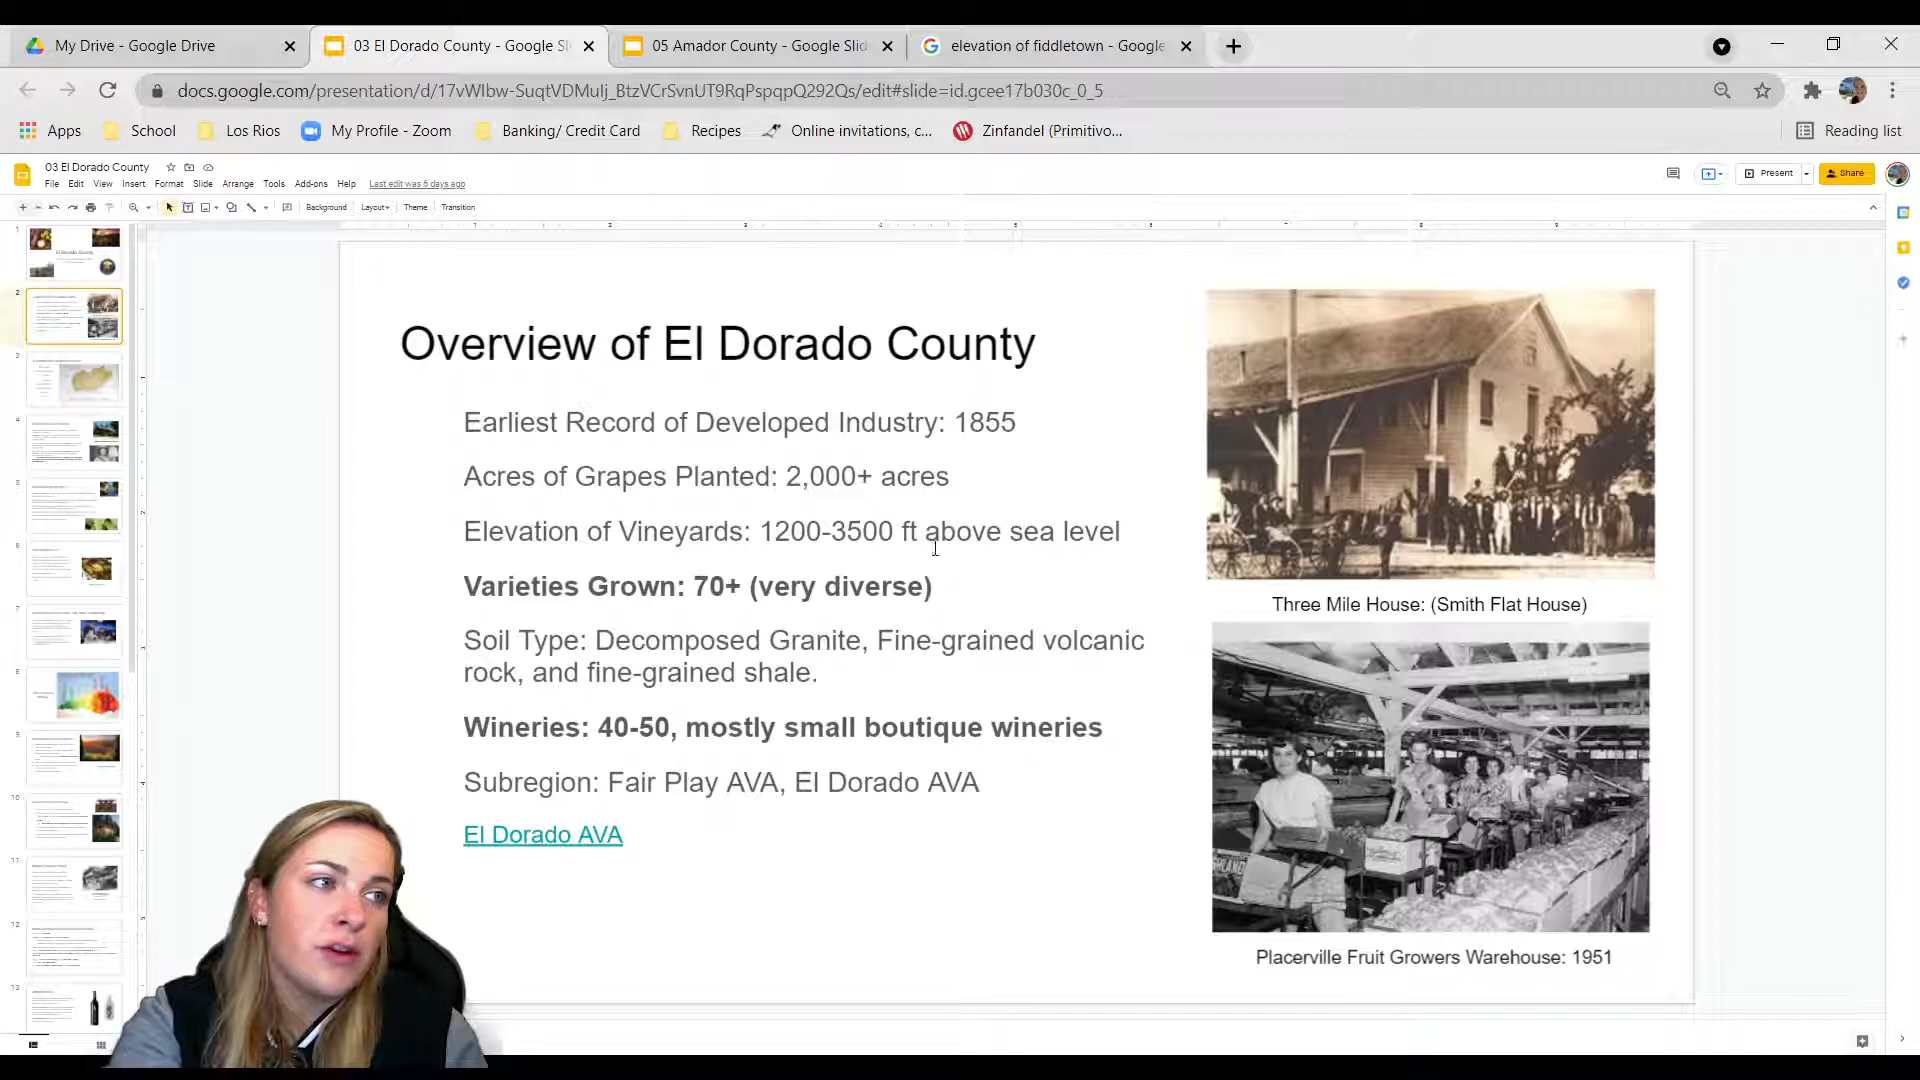 My Drive - Google Drive
03 El Dorado County - Google Sl
05 Amador County - Google Slid
elevation of fiddletown - Google
docs.google.com/presentation/d/17vWIbw-SuqtVDMuIj_BtzVCrSvnUT9RqPspqpQ292Qs/edit#slide=id.gcee17b030c_0_5
Apps School Los Rios My Profile - Zoom Banking/ Credit Card Recipes Online invitations, c... Zinfandel (Primitivo... Reading list
03 El Dorado County
File Edit View Insert Format Slide Arrange Tools Add-ons Help Last edit was 6 days ago
Present Share
Background Layout Theme Transition
Overview of El Dorado County
Earliest Record of Developed Industry: 1855
Acres of Grapes Planted: 2,000+ acres
Elevation of Vineyards: 1200-3500 ft above sea level
Varieties Grown: 70+ (very diverse)
Soil Type: Decomposed Granite, Fine-grained volcanic
rock, and fine-grained shale.
Wineries: 40-50, mostly small boutique wineries
Subregion: Fair Play AVA, El Dorado AVA
El Dorado AVA
Three Mile House: (Smith Flat House)
Placerville Fruit Growers Warehouse: 1951